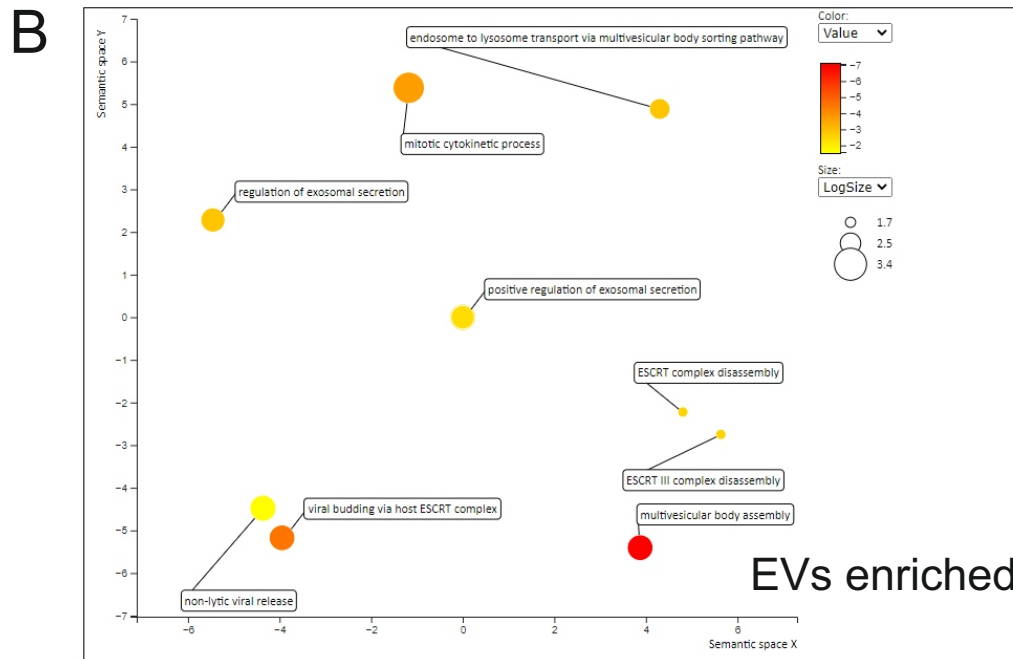 B
Semantic space Y
7
6
5
4
3
2
1
0
−1
−2
−3
−4
−5
−6
−7
endosome to lysosome transport via multivesicular body sorting pathway
mitotic cytokinetic process
regulation of exosomal secretion
positive regulation of exosomal secretion
ESCRT complex disassembly
ESCRT III complex disassembly
viral budding via host ESCRT complex
multivesicular body assembly
non-lytic viral release
EVs enriched
−6
−4
−2
0
2
4
6
Semantic space X
Color:
Value
−7
−6
−5
−4
−3
−2
Size:
LogSize
1.7
2.5
3.4